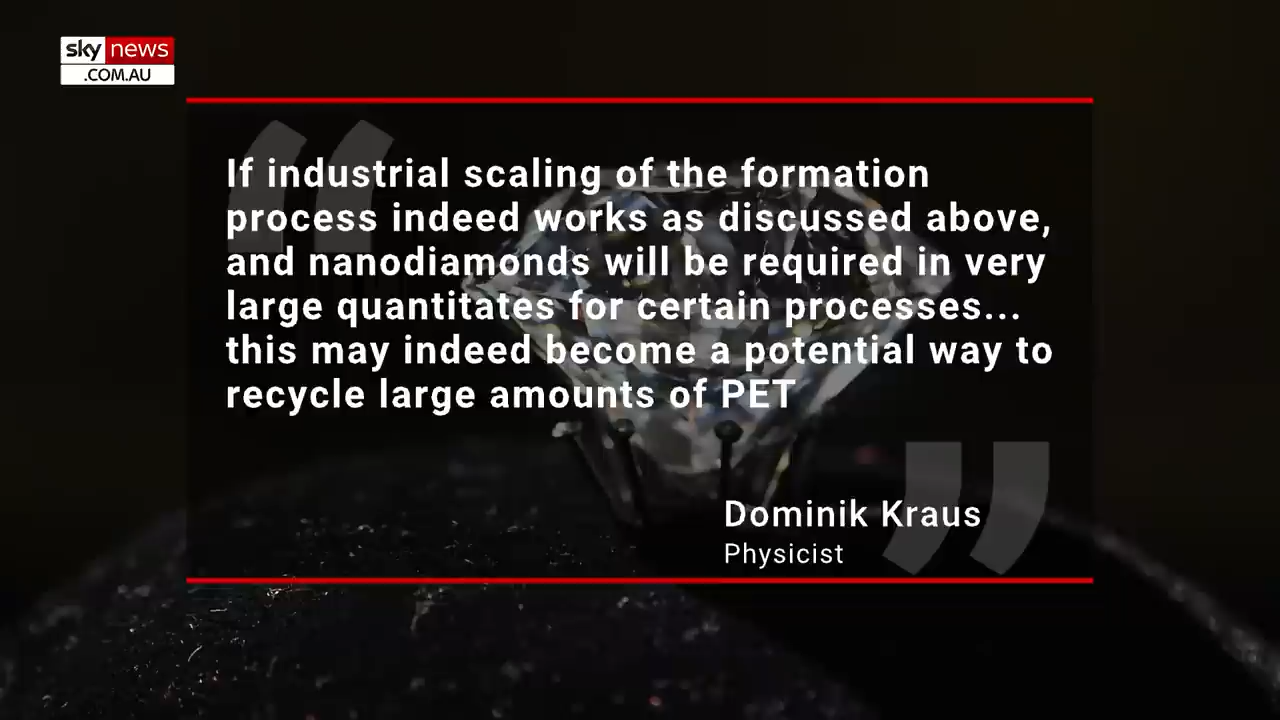 sky news
.COM.AU
If industrial scaling of the formation
process indeed works as discussed above,
and nanodiamonds will be required in very
large quantitates for certain processes...
this may indeed become a potential way to
recycle large amounts of PET
Dominik Kraus
Physicist